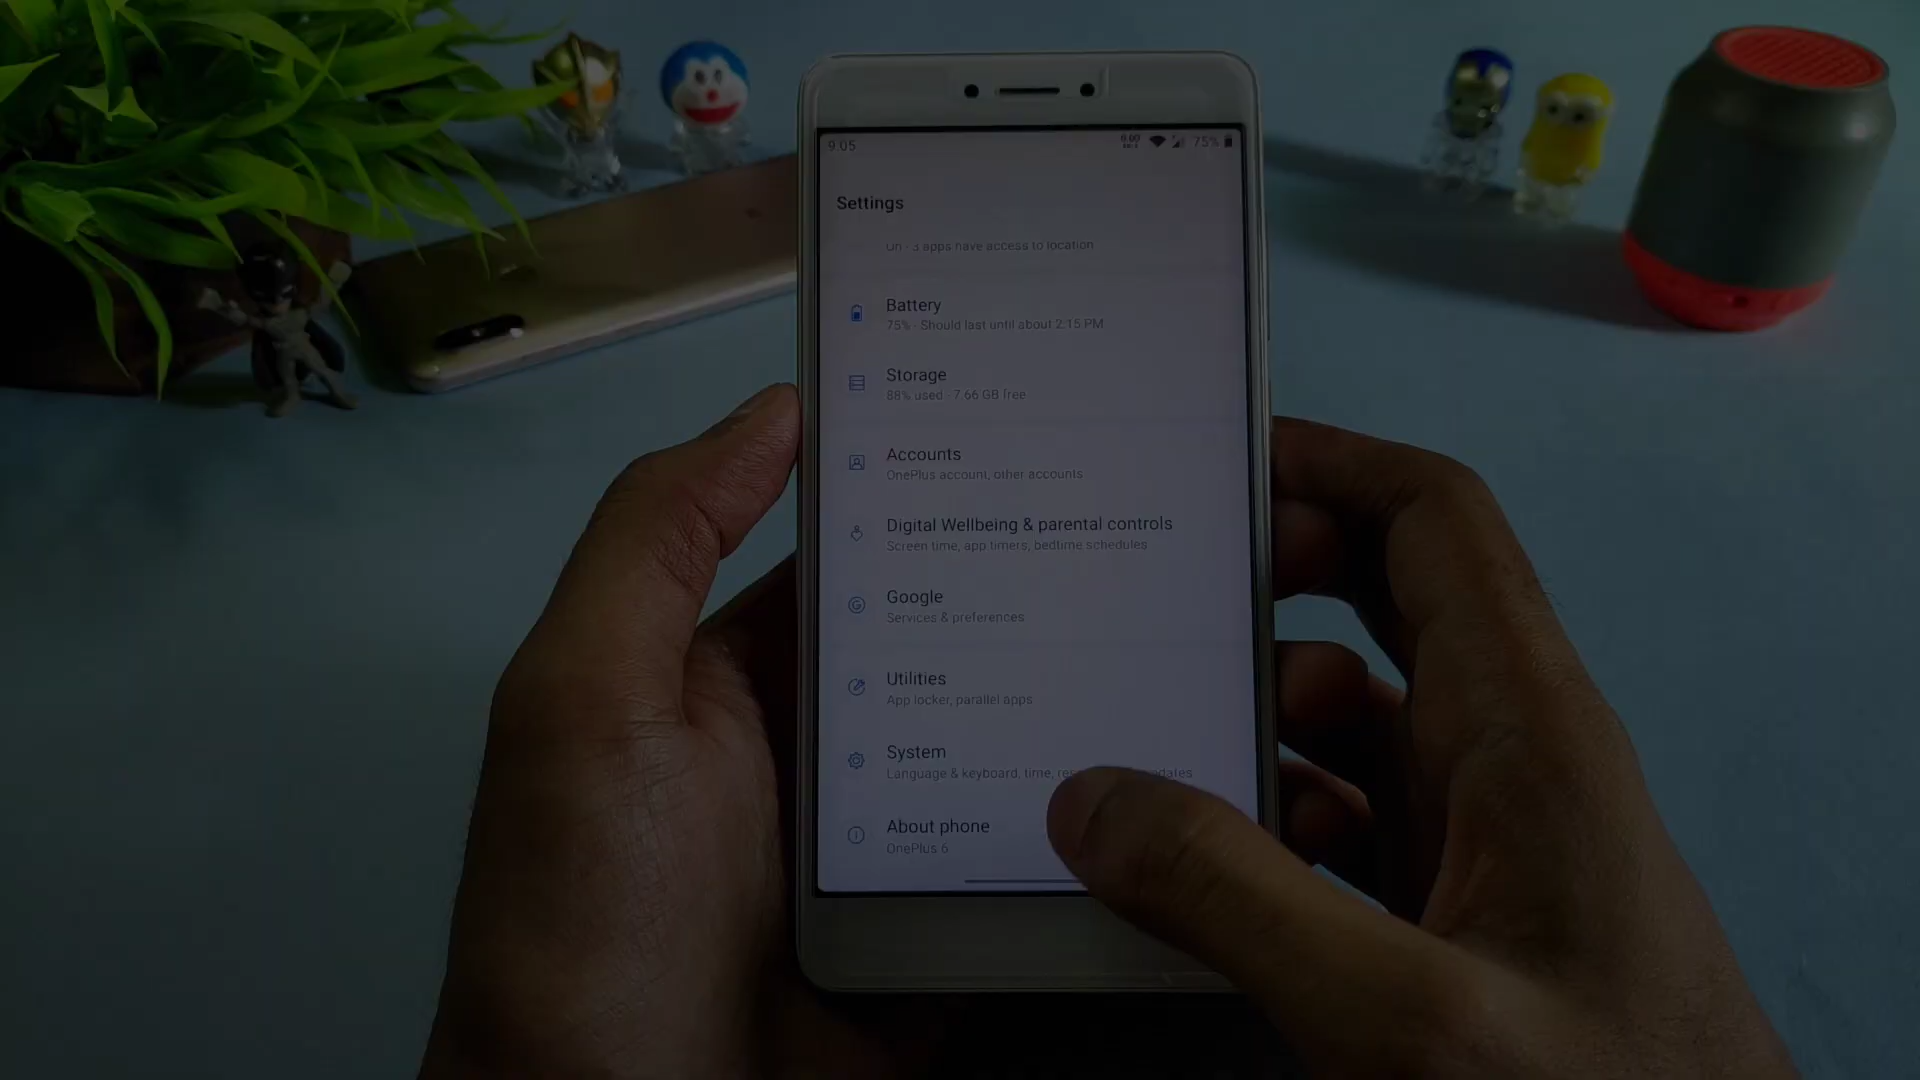 9:05
75%
Settings
On - 3 apps have access to location
Battery
75% - Should last until about 2:15 PM
Storage
88% used - 7.66 GB free
Accounts
OnePlus account, other accounts
Digital Wellbeing & parental controls
Screen time, app timers, bedtime schedules
Google
Services & preferences
Utilities
App locker, parallel apps
System
Language & keyboard, time,
About phone
OnePlus 6